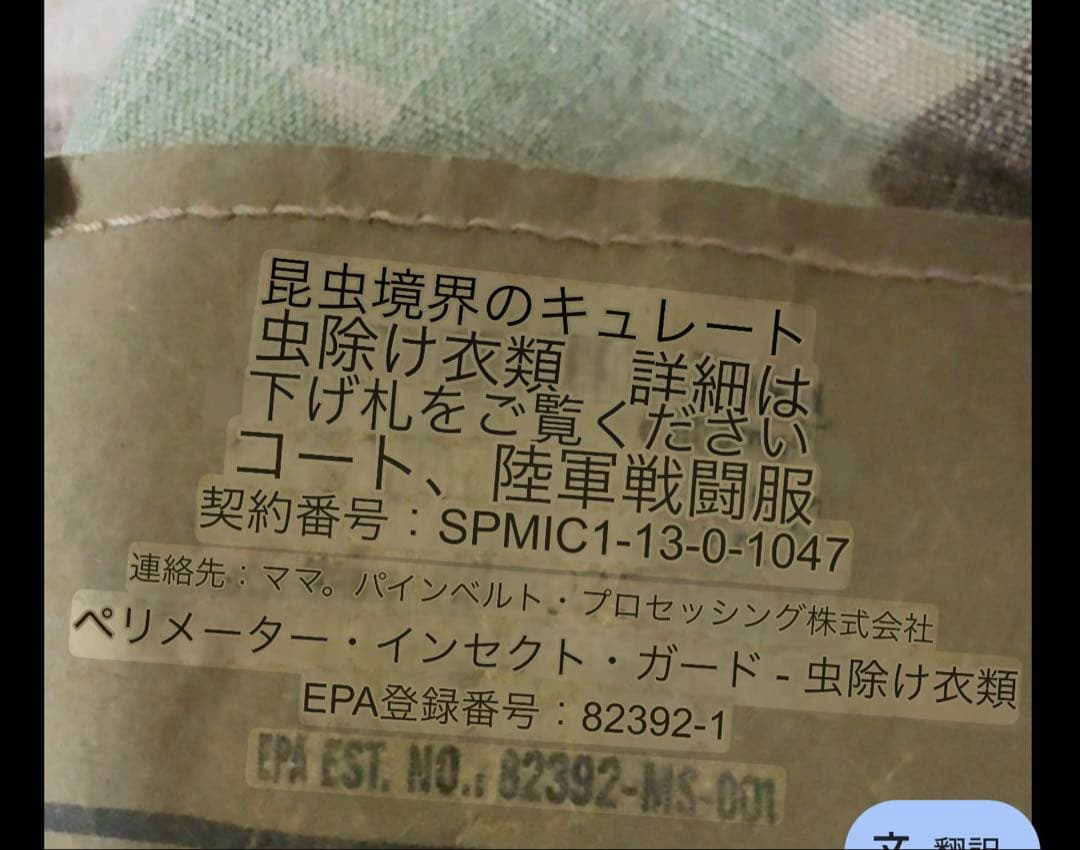 昆虫境界のキュレート
虫除け衣類 詳細は
下げ札をご覧ください
コート、陸軍戦闘服
契約番号：SPMIC1-13-0-1047
連絡先：ママ。パインベルト・プロセッシング株式会社
ペリメーター・インセクト・ガード - 虫除け衣類
EPA登録番号：82392-1
EPA EST. NO.: 82392-MS-001
文 翻訳